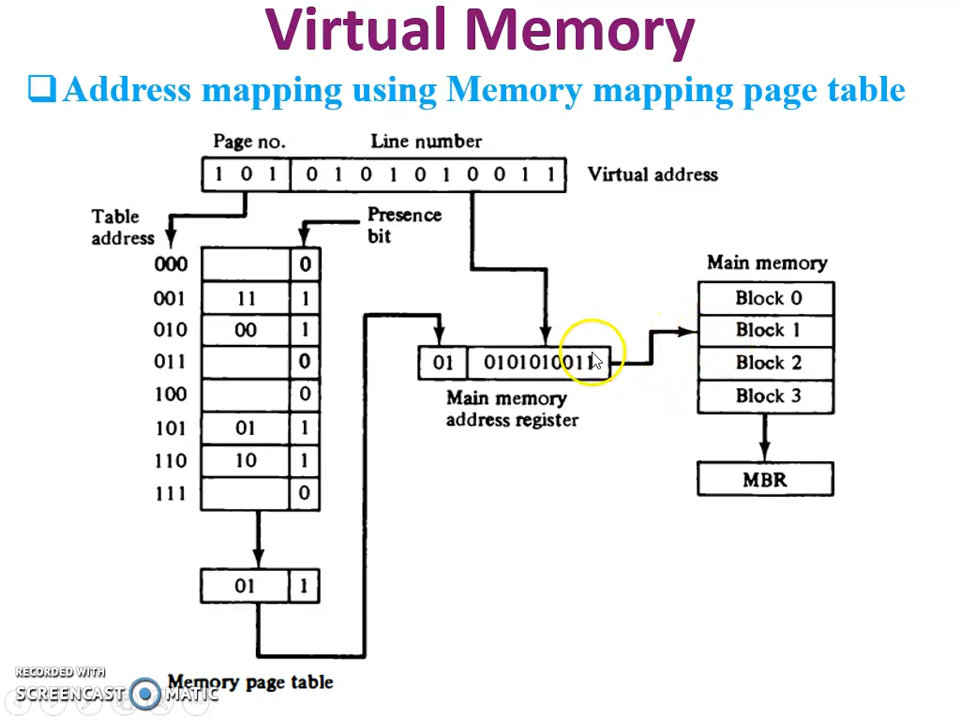 Virtual Memory
Address mapping using Memory mapping page table
Page no. Line number
1 0 1 0 1 0 1 0 1 0 0 1 1 Virtual address
Table
address
Presence
bit
000 0
001 11 1
010 00 1
011 0
100 0
101 01 1
110 10 1
111 0
01 1
Memory page table
01 0101010011
Main memory
address register
Main memory
Block 0
Block 1
Block 2
Block 3
MBR
RECORDED WITH
SCREENCAST MATIC